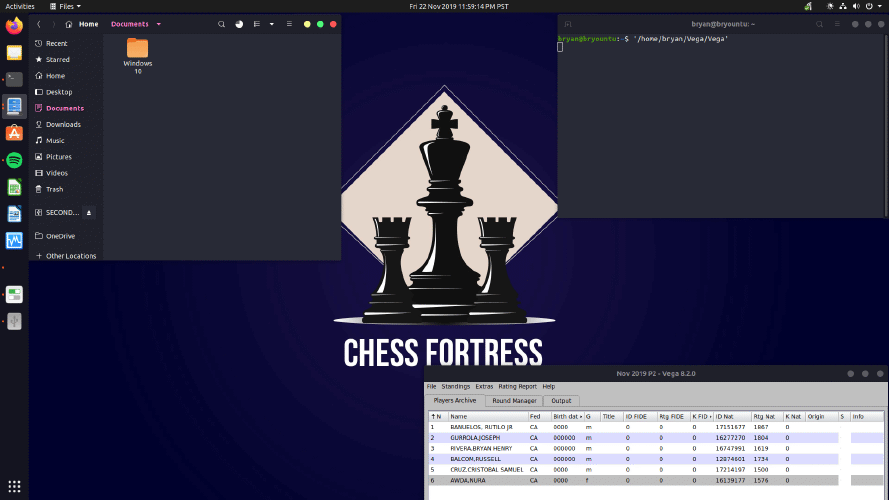 Activities Files Fri 22 Nov 2019 11:59:14 PM PST
Home Documents
Recent
Starred
Home
Desktop
Documents
Downloads
Music
Pictures
Videos
Trash
SECOND...
OneDrive
Other Locations
Windows
10
bryan@bryountu: ~
bryan@bryountu:~$ '/home/bryan/Vega/Vega'
CHESS FORTRESS
Nov 2019 P2 - Vega 8.2.0
File Standings Extras Rating Report Help
Players Archive Round Manager Output
N Name Fed Birth dat G Title ID FIDE Rtg FIDE K FID ID Nat Rtg Nat K Nat Origin S Info
1 BANUELOS, RUTILO JR CA 0000 m 0 0 0 17151677 1867 0
2 GURROLA,JOSEPH CA 000000 m 0 0 0 16277270 1804 0
3 RIVERA,BRYAN HENRY CA 000000 m 0 0 0 16747991 1619 0
4 BALCOM,RUSSELL CA 000000 m 0 0 0 12874601 1734 0
5 CRUZ,CRISTOBAL SAMUEL CA 0000 m 0 0 0 17214197 1500 0
6 AWDA,NURA CA 000000 f 0 0 0 16139177 1576 0